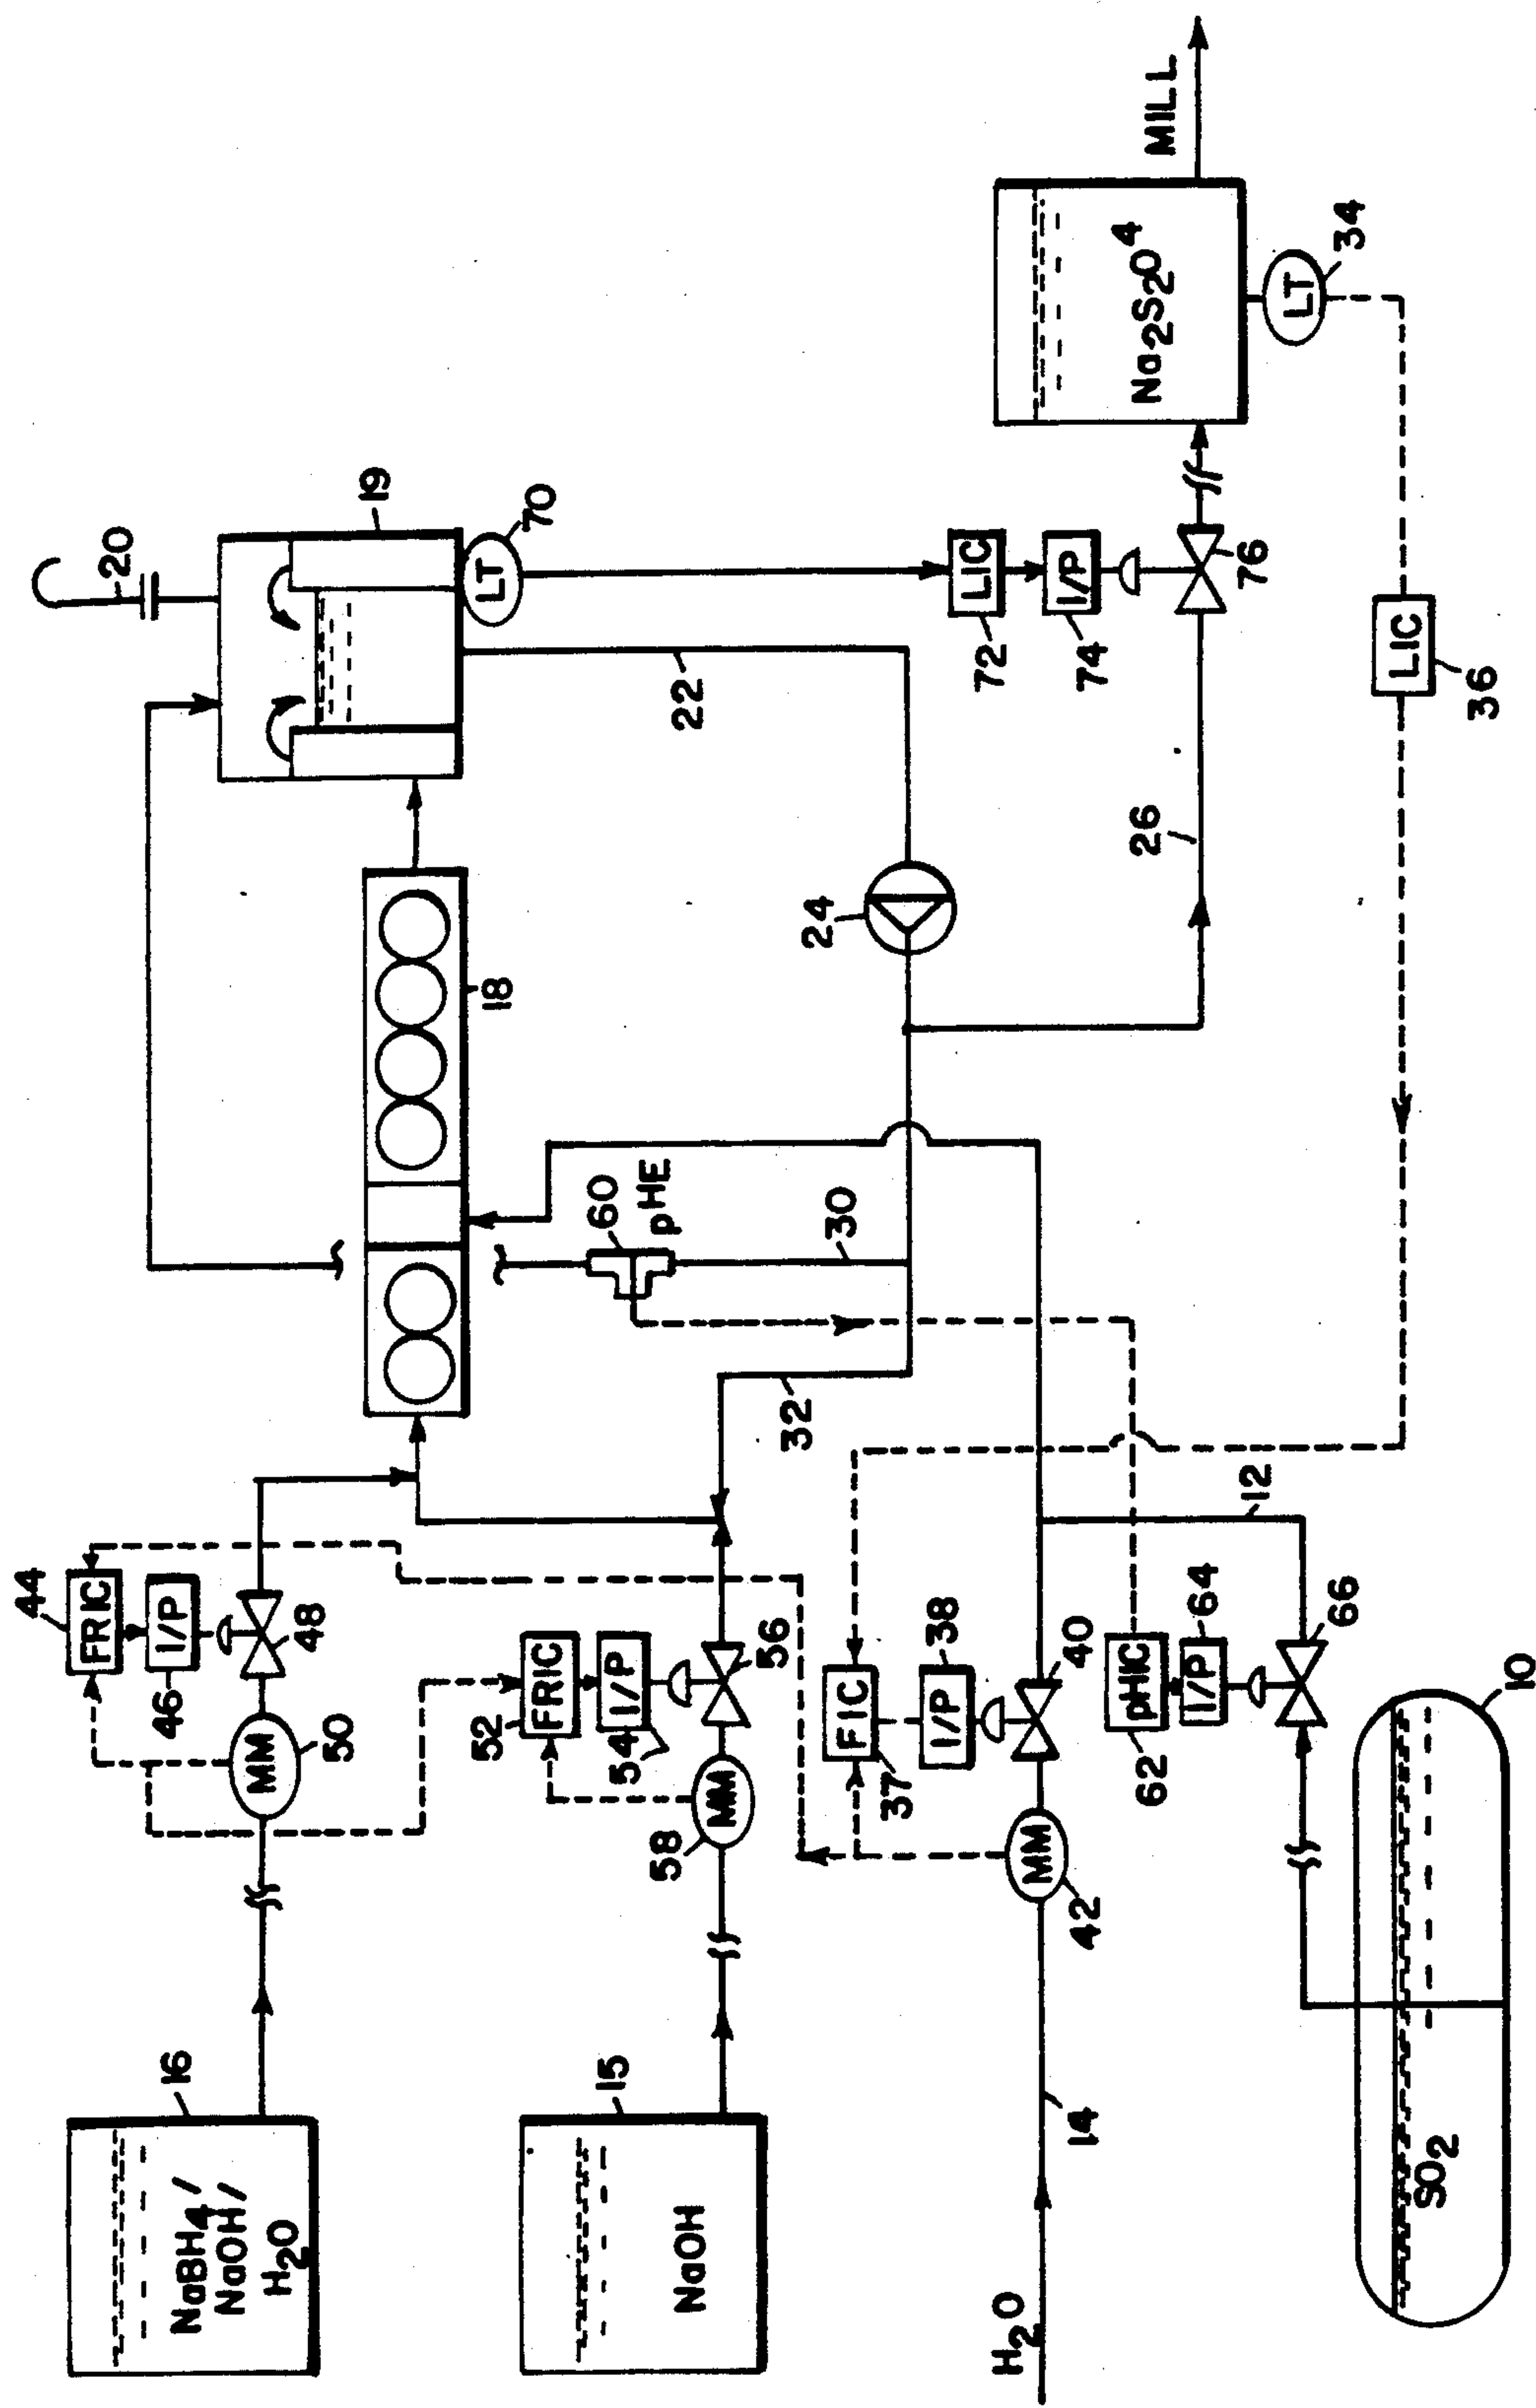 20
19
LT
70
22
LIC
72
I/P
74
76
MILL
Na2S2O4
LT
34
LIC
36
26
24
18
60
pHE
30
32
12
44
FRIC
I/P
46
48
MM
50
FRIC
52
I/P
54
56
MM
58
FIC
37
I/P
38
40
MM
42
pHIC
62
I/P
64
66
16
NaBH4/
NaOH/
H2O
15
NaOH
H2O
14
SO2
10